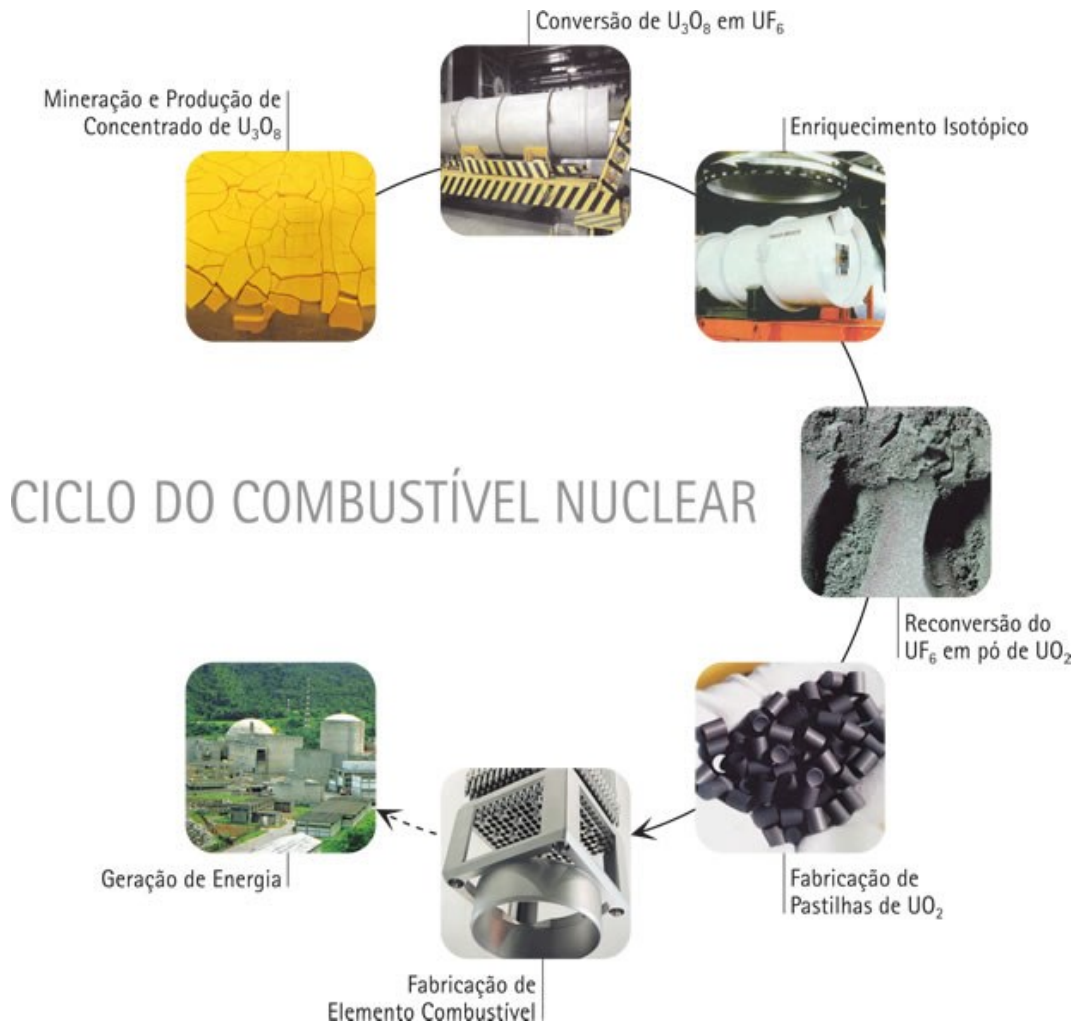 Conversão de U₃O₈ em UF₆
Mineração e Produção de
Concentrado de U₃O₈
Enriquecimento Isotópico
CICLO DO COMBUSTÍVEL NUCLEAR
Reconversão do
UF₆ em pó de UO₂
Geração de Energia
Fabricação de
Pastilhas de UO₂
Fabricação de
Elemento Combustível